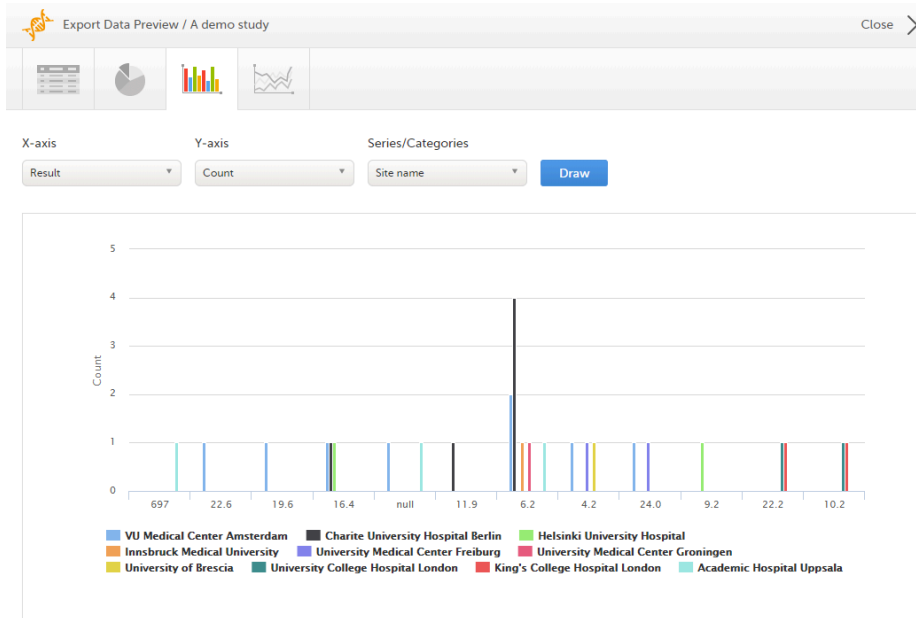 Export Data Preview / A demo study Close
X-axis Y-axis Series/Categories
Result Count Site name Draw
5
4
3
2
1
0
Count
697 22.6 19.6 16.4 null 11.9 6.2 4.2 24.0 9.2 22.2 10.2
VU Medical Center Amsterdam Charite University Hospital Berlin Helsinki University Hospital
Innsbruck Medical University University Medical Center Freiburg University Medical Center Groningen
University of Brescia University College Hospital London King's College Hospital London Academic Hospital Uppsala